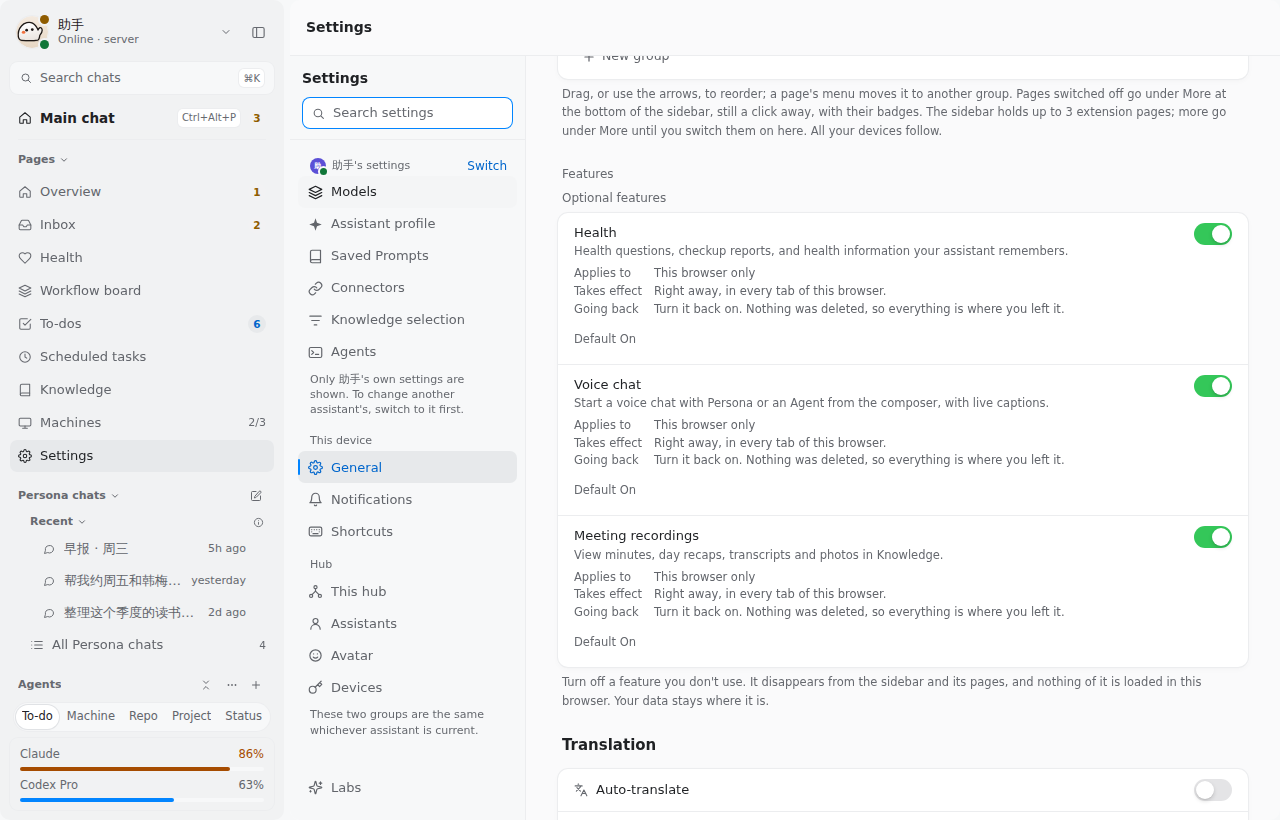 助手
Online · server
Search chats
⌘K
Main chat
Ctrl+Alt+P
3
Pages
Overview
1
Inbox
2
Health
Workflow board
To-dos
6
Scheduled tasks
Knowledge
Machines
2/3
Settings
Persona chats
Recent
早报 · 周三
5h ago
帮我约周五和韩梅…
yesterday
整理这个季度的读书…
2d ago
All Persona chats
4
Agents
To-do
Machine
Repo
Project
Status
Claude
86%
Codex Pro
63%
Settings
Settings
Search settings
助手's settings
Switch
Models
Assistant profile
Saved Prompts
Connectors
Knowledge selection
Agents
Only 助手's own settings are
shown. To change another
assistant's, switch to it first.
This device
General
Notifications
Shortcuts
Hub
This hub
Assistants
Avatar
Devices
These two groups are the same
whichever assistant is current.
Labs
New group
Drag, or use the arrows, to reorder; a page's menu moves it to another group. Pages switched off go under More at
the bottom of the sidebar, still a click away, with their badges. The sidebar holds up to 3 extension pages; more go
under More until you switch them on here. All your devices follow.
Features
Optional features
Health
Health questions, checkup reports, and health information your assistant remembers.
Applies to
This browser only
Takes effect
Right away, in every tab of this browser.
Going back
Turn it back on. Nothing was deleted, so everything is where you left it.
Default On
Voice chat
Start a voice chat with Persona or an Agent from the composer, with live captions.
Applies to
This browser only
Takes effect
Right away, in every tab of this browser.
Going back
Turn it back on. Nothing was deleted, so everything is where you left it.
Default On
Meeting recordings
View minutes, day recaps, transcripts and photos in Knowledge.
Applies to
This browser only
Takes effect
Right away, in every tab of this browser.
Going back
Turn it back on. Nothing was deleted, so everything is where you left it.
Default On
Turn off a feature you don't use. It disappears from the sidebar and its pages, and nothing of it is loaded in this
browser. Your data stays where it is.
Translation
Auto-translate